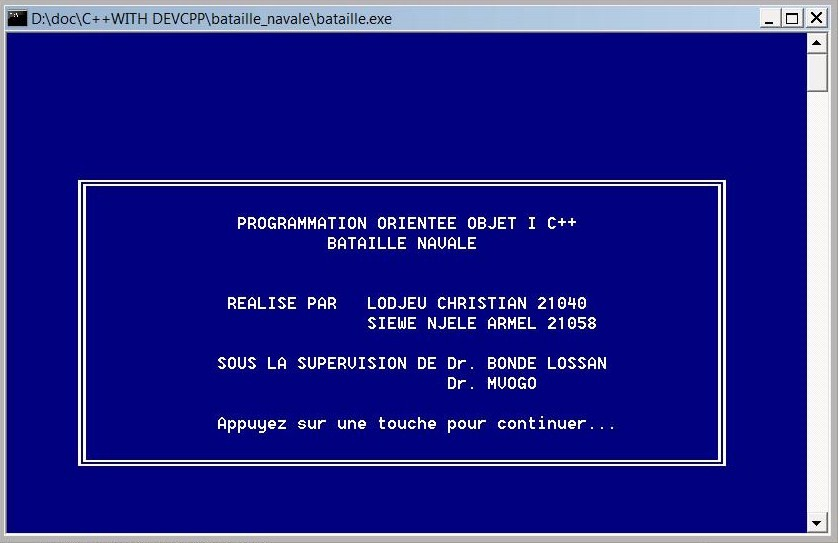 D:\doc\C++WITH DEVCPP\bataille_navale\bataille.exe
PROGRAMMATION ORIENTEE OBJET I C++
BATAILLE NAVALE
REALISE PAR LODJEU CHRISTIAN 21040
SIEWE NJELE ARMEL 21058
SOUS LA SUPERVISION DE Dr. BONDE LOSSAN
Dr. MVOGO
Appuyez sur une touche pour continuer...